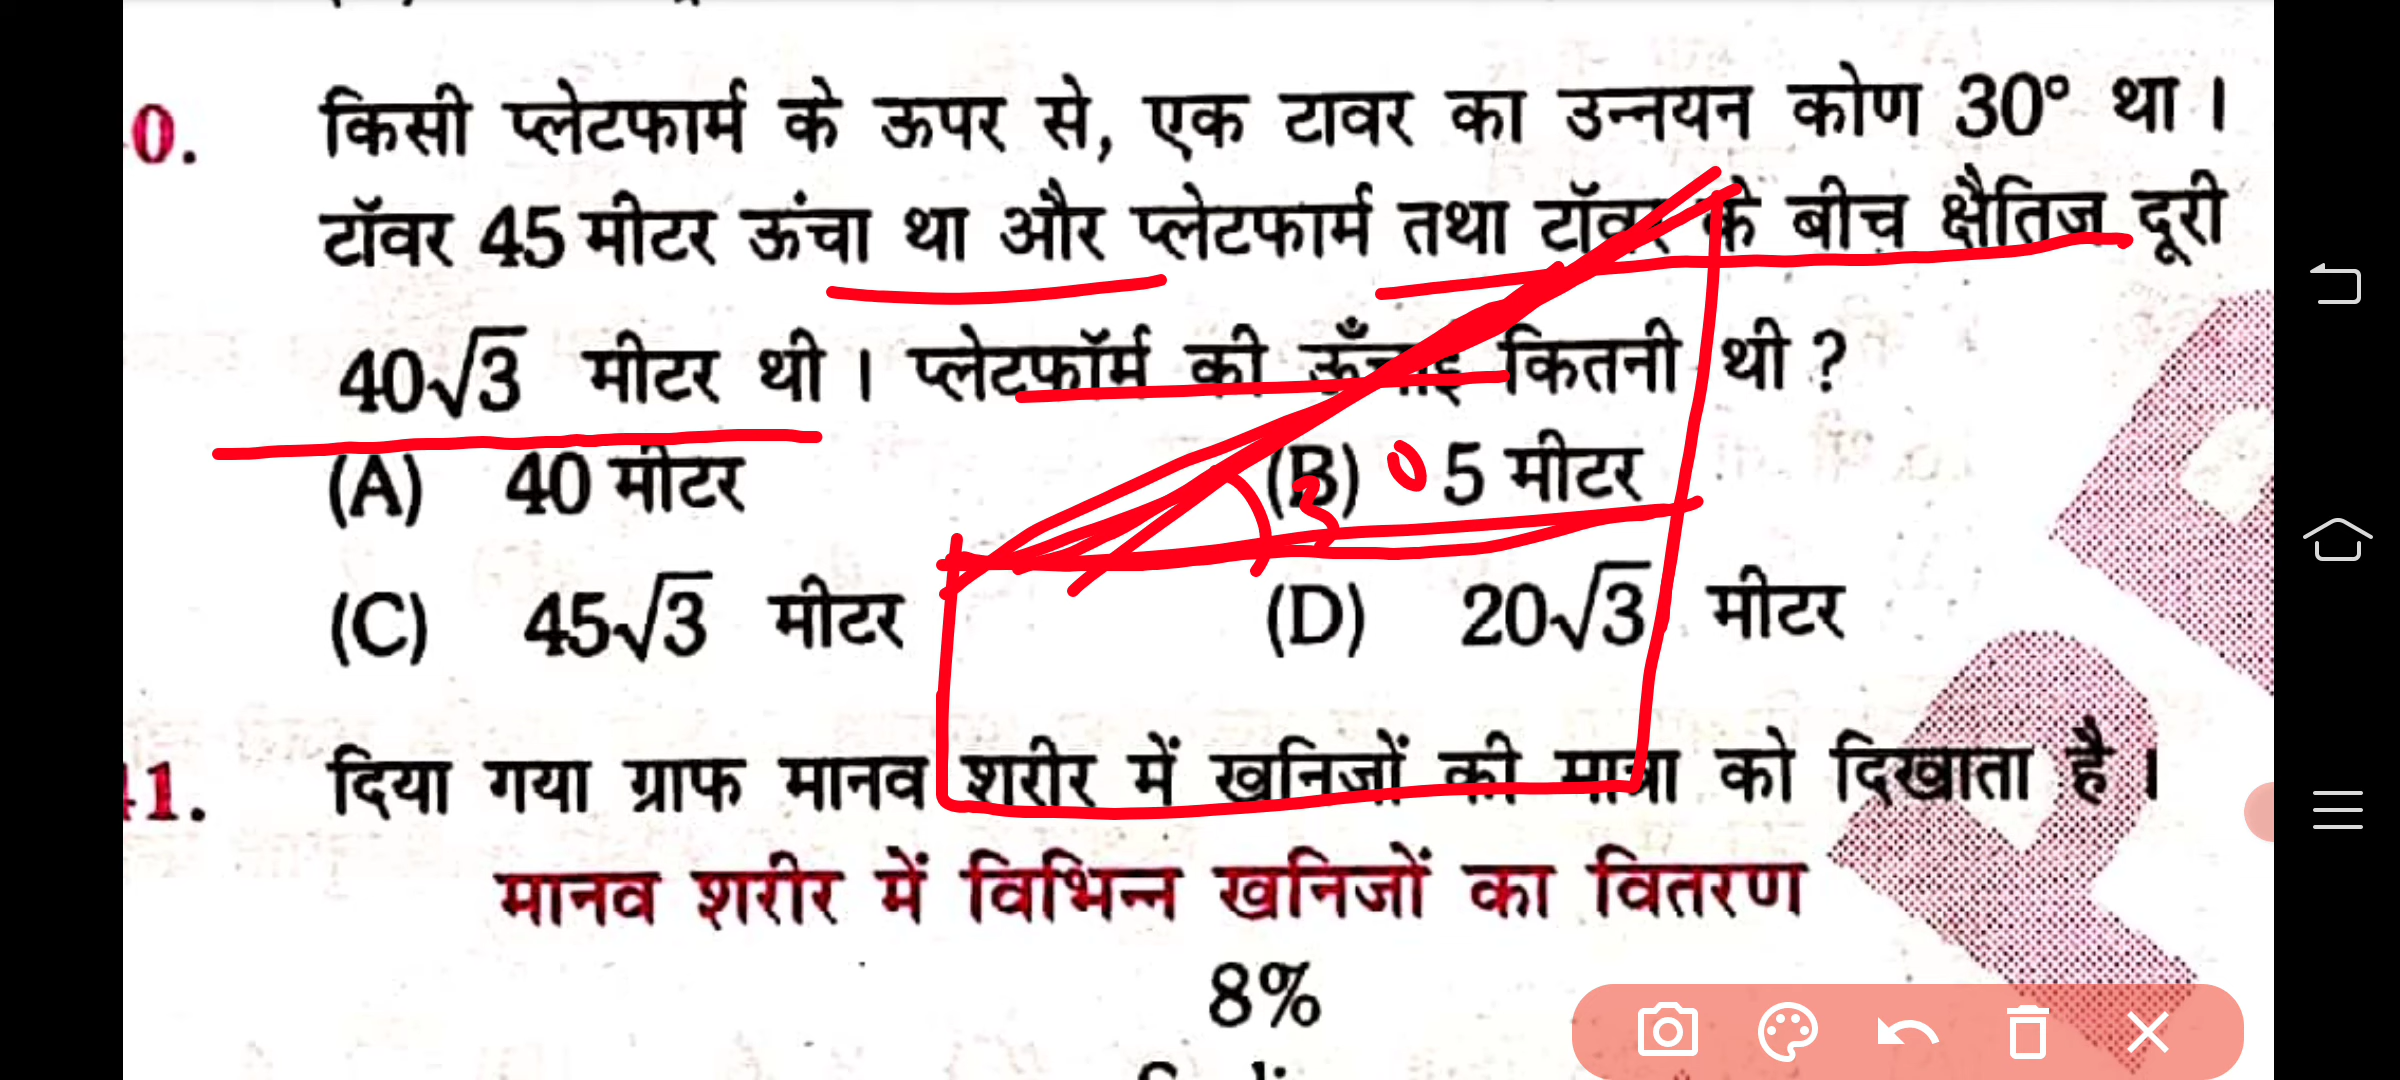 0. किसी प्लेटफार्म के ऊपर से, एक टावर का उन्नयन कोण 30° था।
टॉवर 45 मीटर ऊंचा था और प्लेटफार्म तथा टॉवर के बीच क्षैतिज दूरी
40√3 मीटर थी। प्लेटफॉर्म की ऊँचाई कितनी थी ?
(A) 40 मीटर (B) 5 मीटर
30
(C) 45√3 मीटर (D) 20√3 मीटर
11. दिया गया ग्राफ मानव शरीर में खनिजों की मात्रा को दिखाता है।
मानव शरीर में विभिन्न खनिजों का वितरण
8%